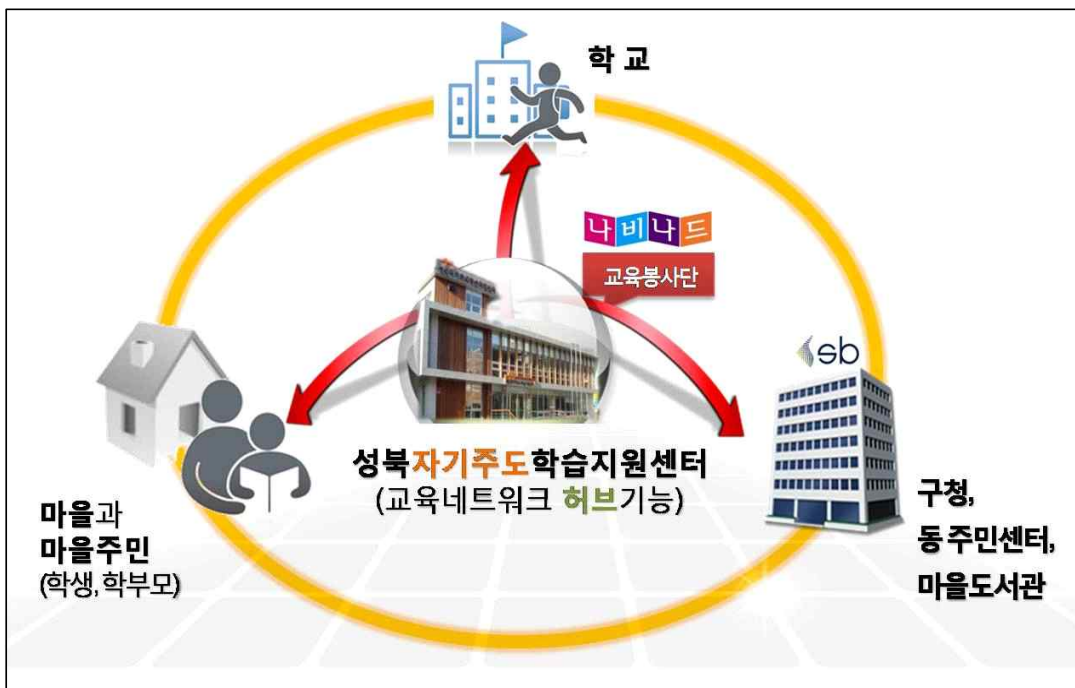 학 교
나비나드
교육봉사단
sb
성북자기주도학습지원센터
(교육네트워크 허브기능)
마을과
마을주민
(학생, 학부모)
구청,
동 주민센터,
마을도서관